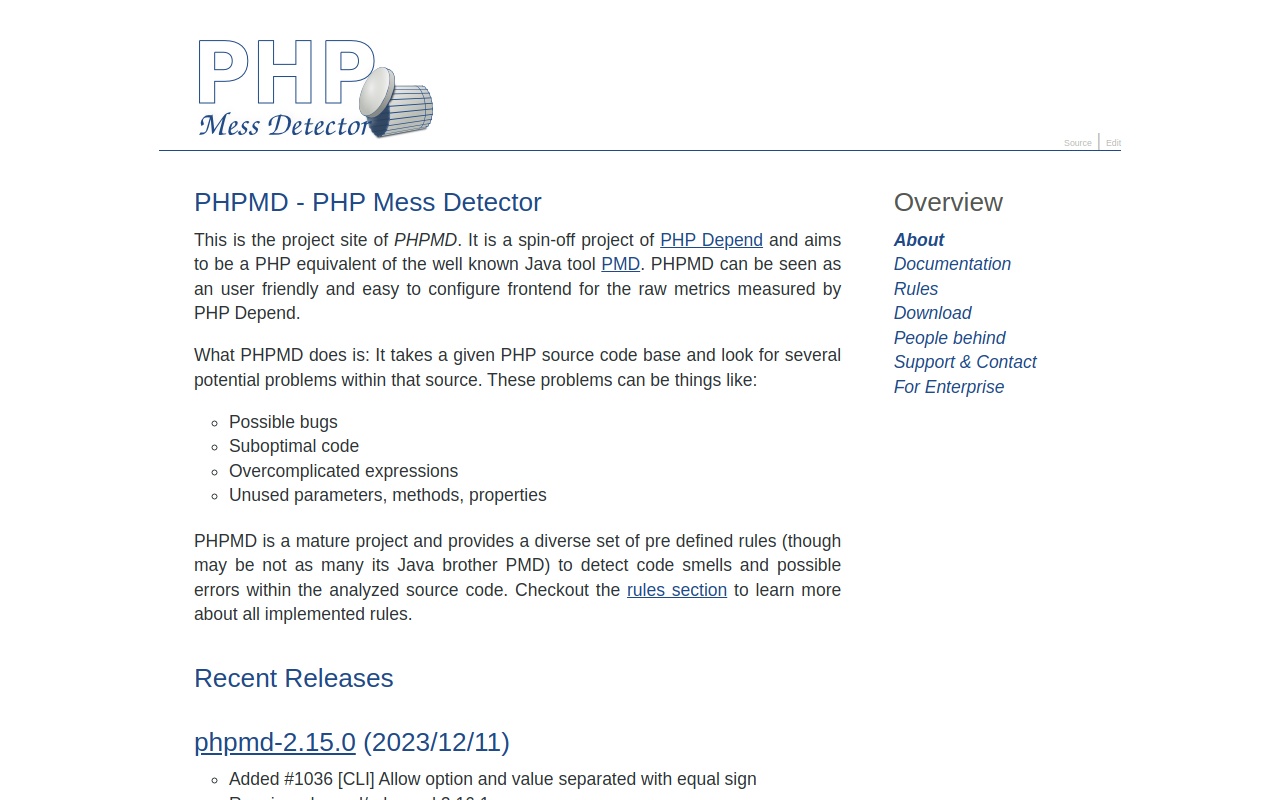 PHP
Mess Detector
Source
Edit
PHPMD - PHP Mess Detector
This is the project site of PHPMD. It is a spin-off project of PHP Depend and aims
to be a PHP equivalent of the well known Java tool PMD. PHPMD can be seen as
an user friendly and easy to configure frontend for the raw metrics measured by
PHP Depend.
What PHPMD does is: It takes a given PHP source code base and look for several
potential problems within that source. These problems can be things like:
Possible bugs
Suboptimal code
Overcomplicated expressions
Unused parameters, methods, properties
PHPMD is a mature project and provides a diverse set of pre defined rules (though
may be not as many its Java brother PMD) to detect code smells and possible
errors within the analyzed source code. Checkout the rules section to learn more
about all implemented rules.
Recent Releases
phpmd-2.15.0 (2023/12/11)
Added #1036 [CLI] Allow option and value separated with equal sign
Overview
About
Documentation
Rules
Download
People behind
Support & Contact
For Enterprise